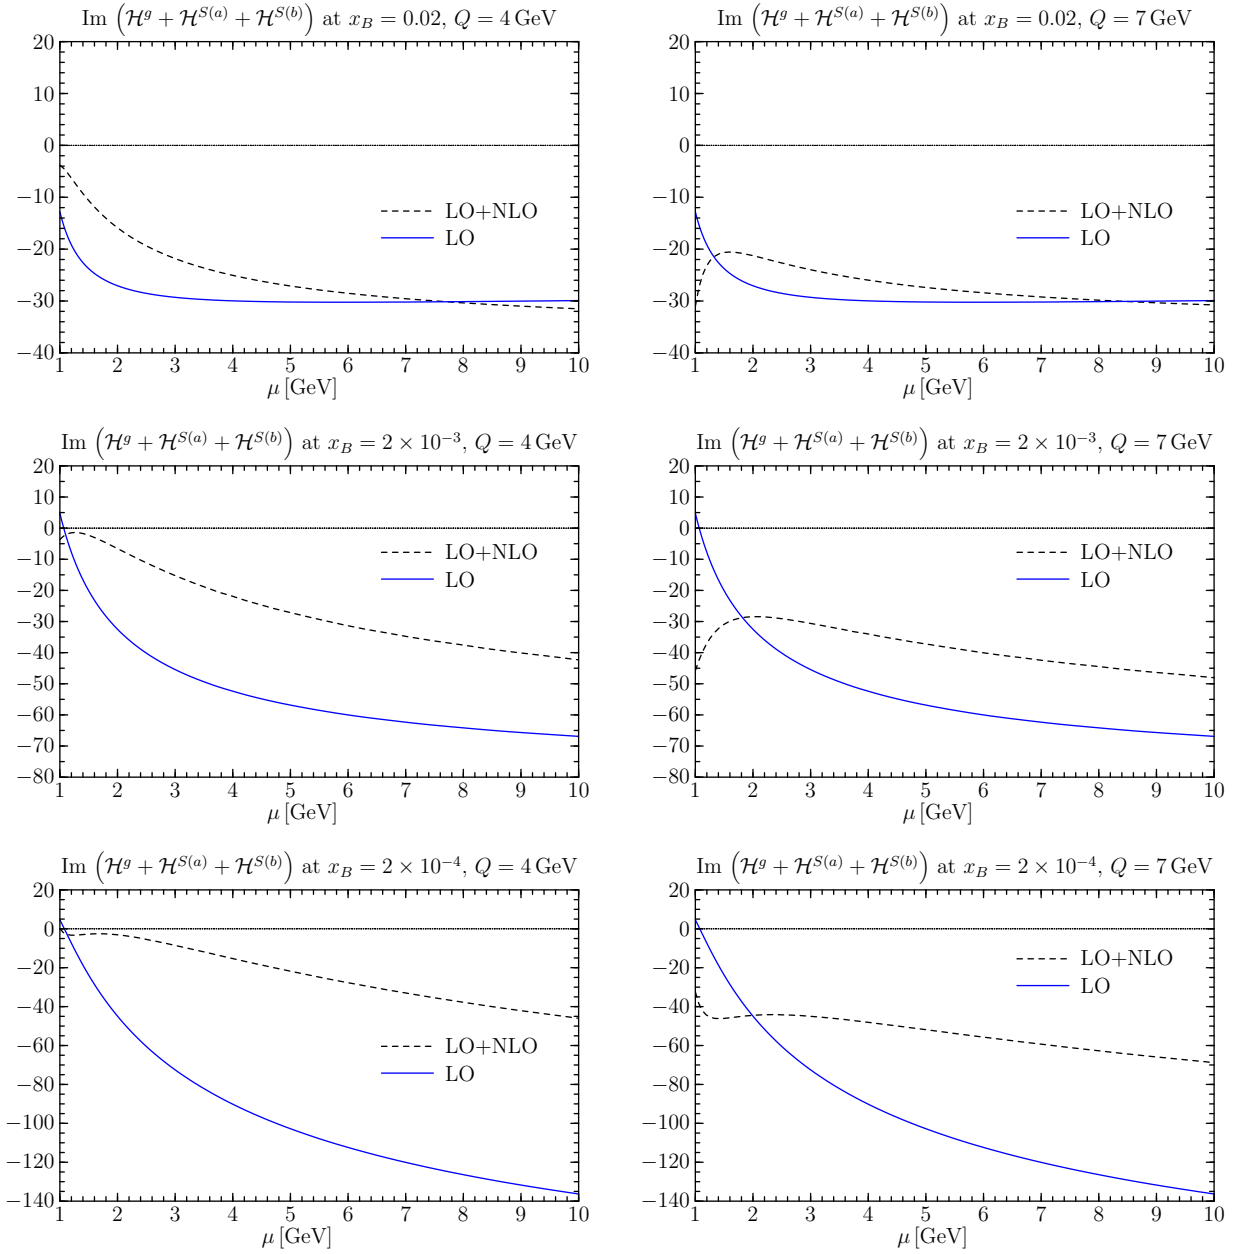 Im (ℋ^g + ℋ^{S(a)} + ℋ^{S(b)}) at x_B = 0.02, Q = 4 GeV
20
10
0
−10
−20
−30
−40
LO+NLO
LO
1 2 3 4 5 6 7 8 9 10
μ [GeV]
Im (ℋ^g + ℋ^{S(a)} + ℋ^{S(b)}) at x_B = 0.02, Q = 7 GeV
20
10
0
−10
−20
−30
−40
LO+NLO
LO
1 2 3 4 5 6 7 8 9 10
μ [GeV]
Im (ℋ^g + ℋ^{S(a)} + ℋ^{S(b)}) at x_B = 2 × 10^{−3}, Q = 4 GeV
20
10
0
−10
−20
−30
−40
−50
−60
−70
−80
LO+NLO
LO
1 2 3 4 5 6 7 8 9 10
μ [GeV]
Im (ℋ^g + ℋ^{S(a)} + ℋ^{S(b)}) at x_B = 2 × 10^{−3}, Q = 7 GeV
20
10
0
−10
−20
−30
−40
−50
−60
−70
−80
LO+NLO
LO
1 2 3 4 5 6 7 8 9 10
μ [GeV]
Im (ℋ^g + ℋ^{S(a)} + ℋ^{S(b)}) at x_B = 2 × 10^{−4}, Q = 4 GeV
20
0
−20
−40
−60
−80
−100
−120
−140
LO+NLO
LO
1 2 3 4 5 6 7 8 9 10
μ [GeV]
Im (ℋ^g + ℋ^{S(a)} + ℋ^{S(b)}) at x_B = 2 × 10^{−4}, Q = 7 GeV
20
0
−20
−40
−60
−80
−100
−120
−140
LO+NLO
LO
1 2 3 4 5 6 7 8 9 10
μ [GeV]